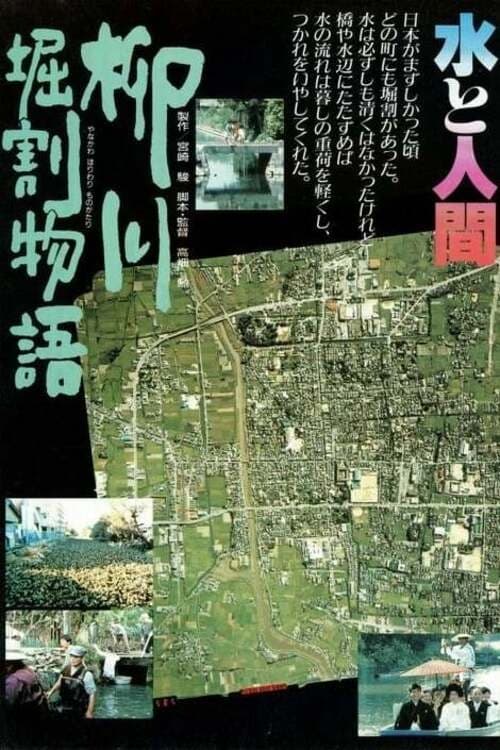 水と人間
日本がまずしかった頃
どの町にも堀割があった。
水は必ずしも清くはなかったけれど
橋や水辺にたたずめば
水の流れは暮しの重荷を軽くし、
つかれをいやしてくれた。
製作/宮崎 駿 脚本・監督 高畑 勲
柳川
堀割物語
やながわ ほりわり ものがたり